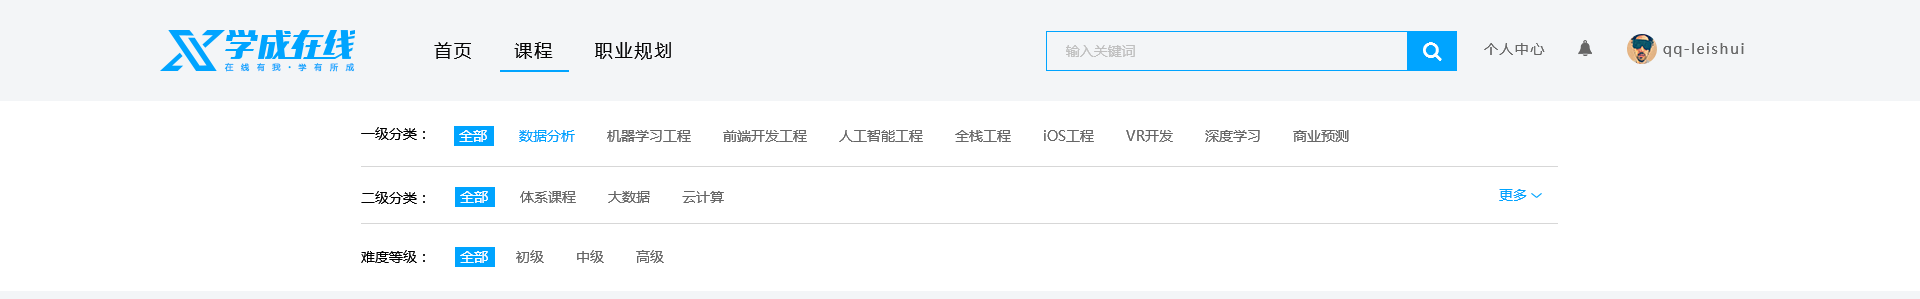 学成在线
在线有我·学有所成
首页 课程 职业规划 输入关键词 个人中心 qq-leishui
一级分类： 全部 数据分析 机器学习工程 前端开发工程 人工智能工程 全栈工程 iOS工程 VR开发 深度学习 商业预测
二级分类： 全部 体系课程 大数据 云计算 更多
难度等级： 全部 初级 中级 高级